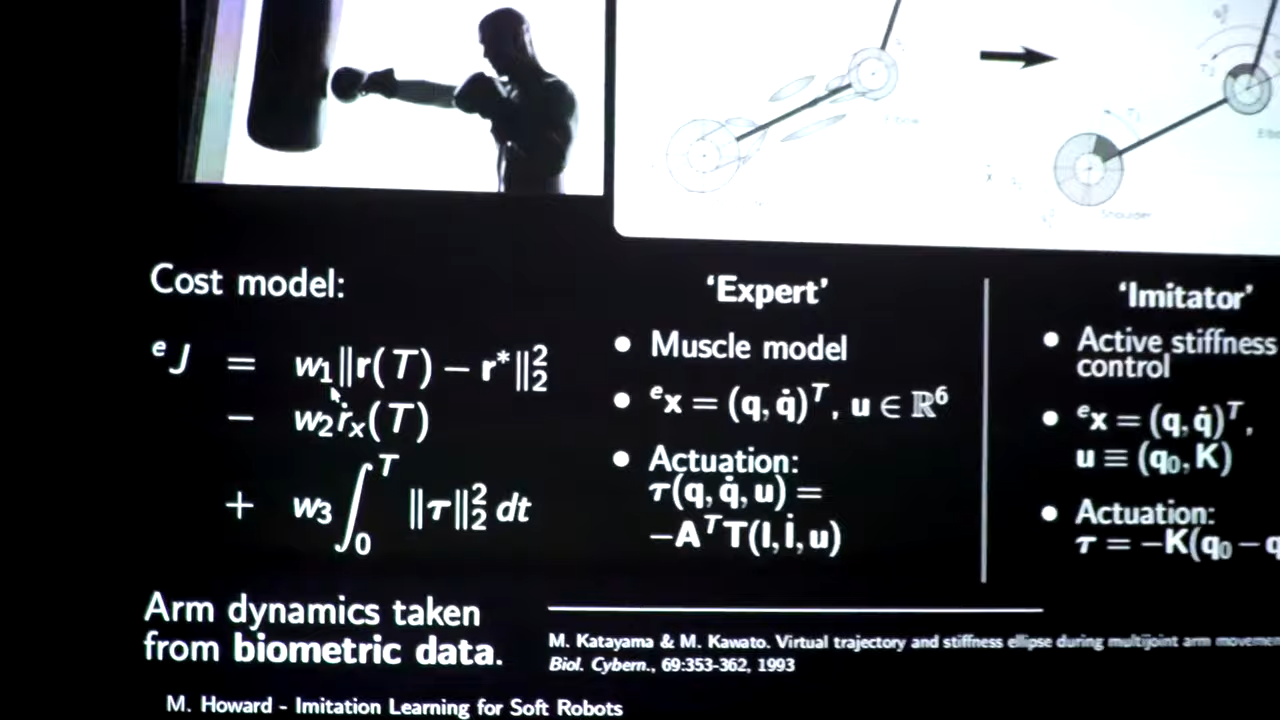 Shoulder
Cost model:
ᵉJ = w₁‖r(T) − r*‖₂²
− w₂ṙₓ(T)
+ w₃∫₀ᵀ ‖τ‖₂² dt
Arm dynamics taken
from biometric data.
‘Expert’
• Muscle model
• ᵉx = (q, q̇)ᵀ, u ∈ ℝ⁶
• Actuation:
τ(q, q̇, u) =
−AᵀT(l, l̇, u)
‘Imitator’
• Active stiffness
control
• ᵉx = (q, q̇)ᵀ,
u ≡ (q₀, K)
• Actuation:
τ = −K(q₀ − q
M. Katayama & M. Kawato. Virtual trajectory and stiffness ellipse during multijoint arm
Biol. Cybern., 69:353-362, 1993
M. Howard - Imitation Learning for Soft Robots